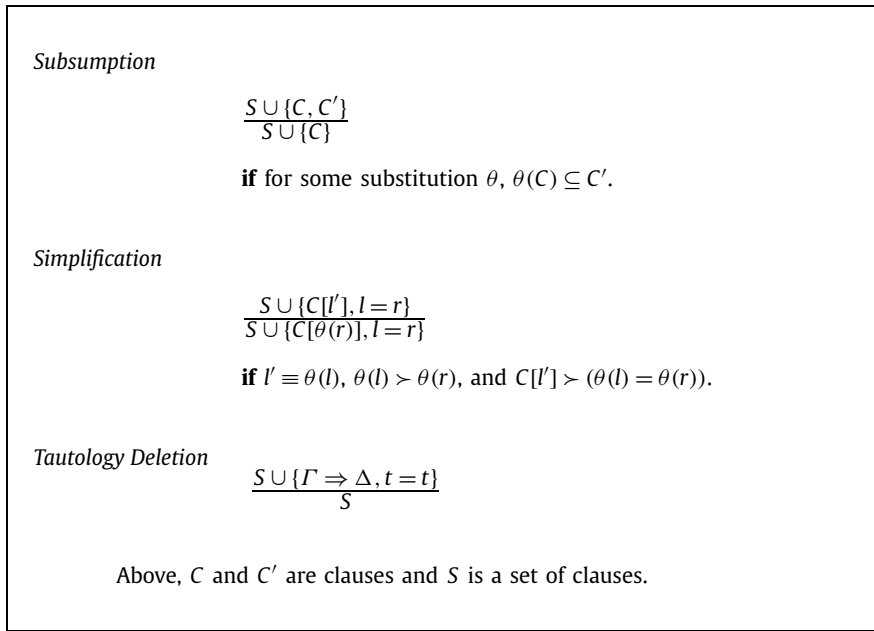 Subsumption
S ∪ {C, C′}
S ∪ {C}
if for some substitution θ, θ(C) ⊆ C′.
Simplification
S ∪ {C[l′], l = r}
S ∪ {C[θ(r)], l = r}
if l′ ≡ θ(l), θ(l) ≻ θ(r), and C[l′] ≻ (θ(l) = θ(r)).
Tautology Deletion
S ∪ {Γ ⇒ Δ, t = t}
S
Above, C and C′ are clauses and S is a set of clauses.